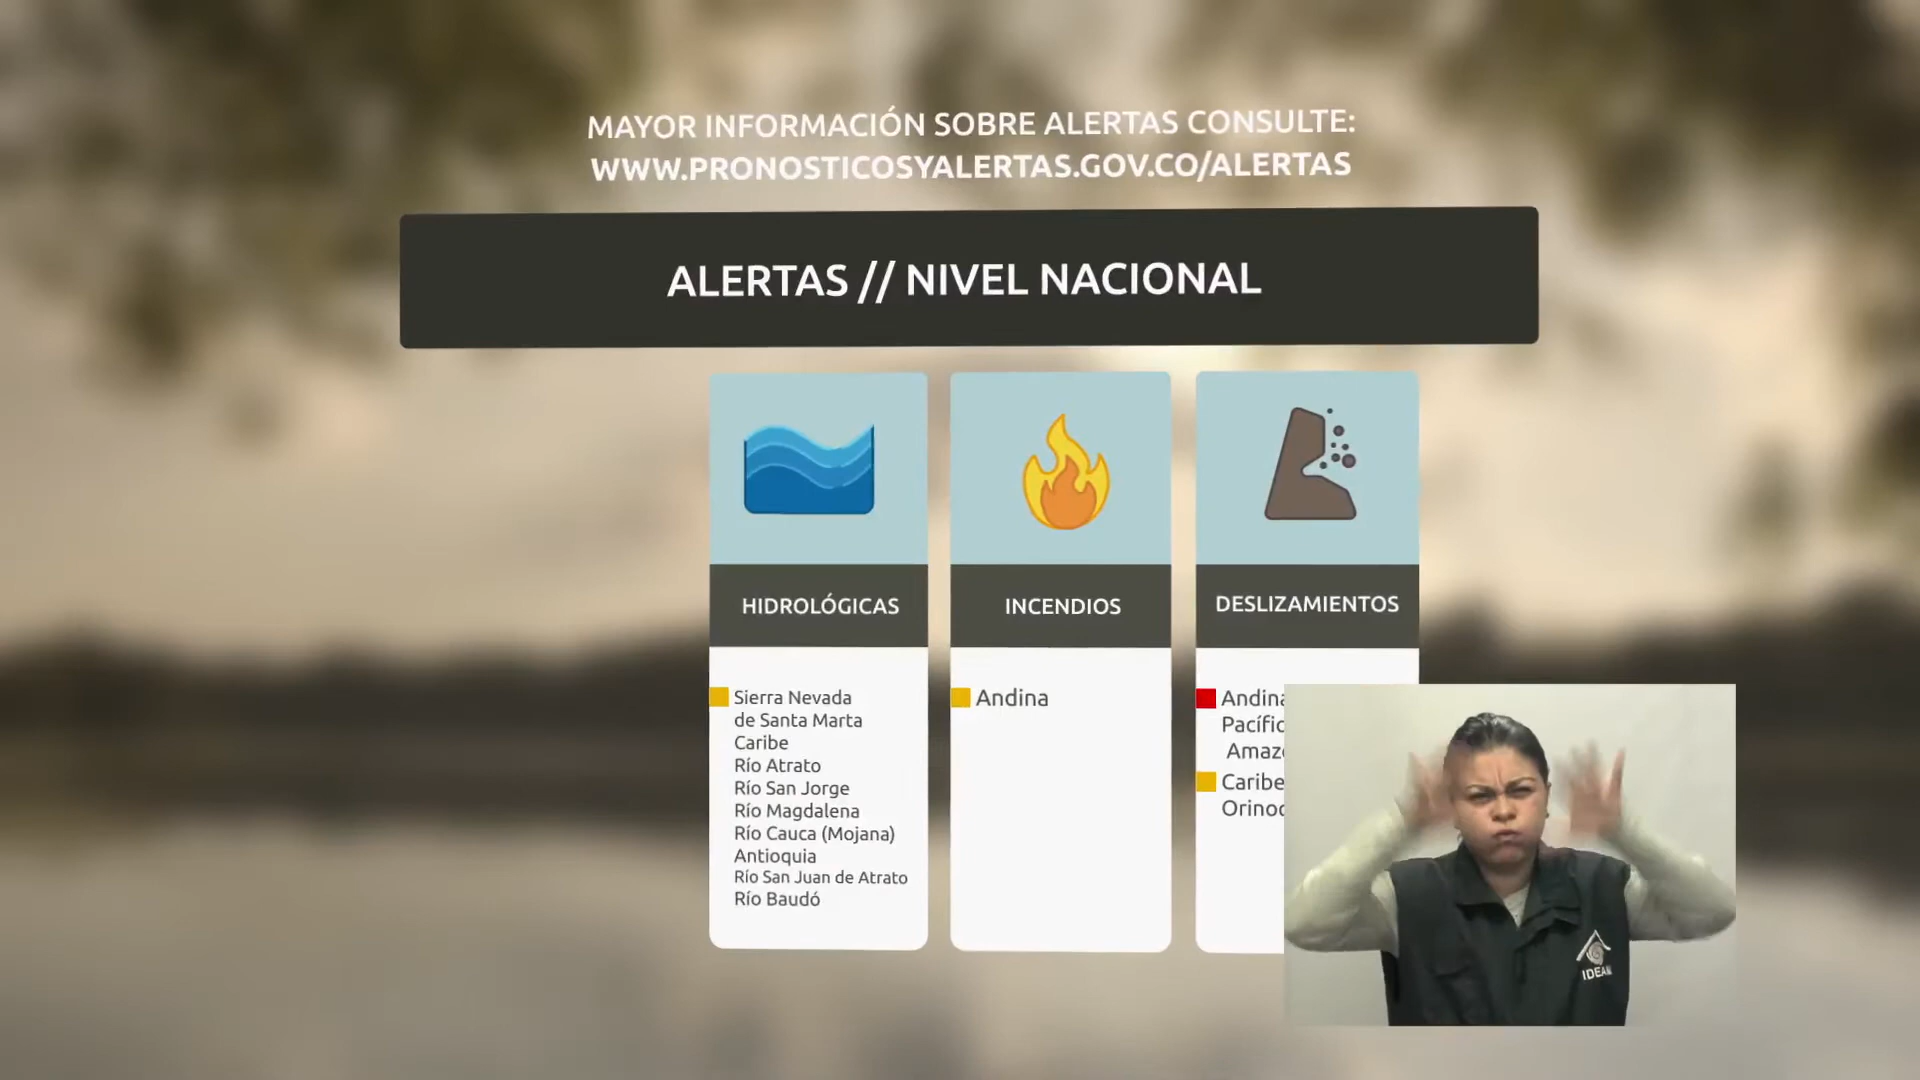 MAYOR INFORMACIÓN SOBRE ALERTAS CONSULTE:
WWW.PRONOSTICOSYALERTAS.GOV.CO/ALERTAS
ALERTAS // NIVEL NACIONAL
HIDROLÓGICAS
Sierra Nevada
de Santa Marta
Caribe
Río Atrato
Río San Jorge
Río Magdalena
Río Cauca (Mojana)
Antioquia
Río San Juan de Atrato
Río Baudó
INCENDIOS
Andina
DESLIZAMIENTOS
Andina
Caribe
IDEAM